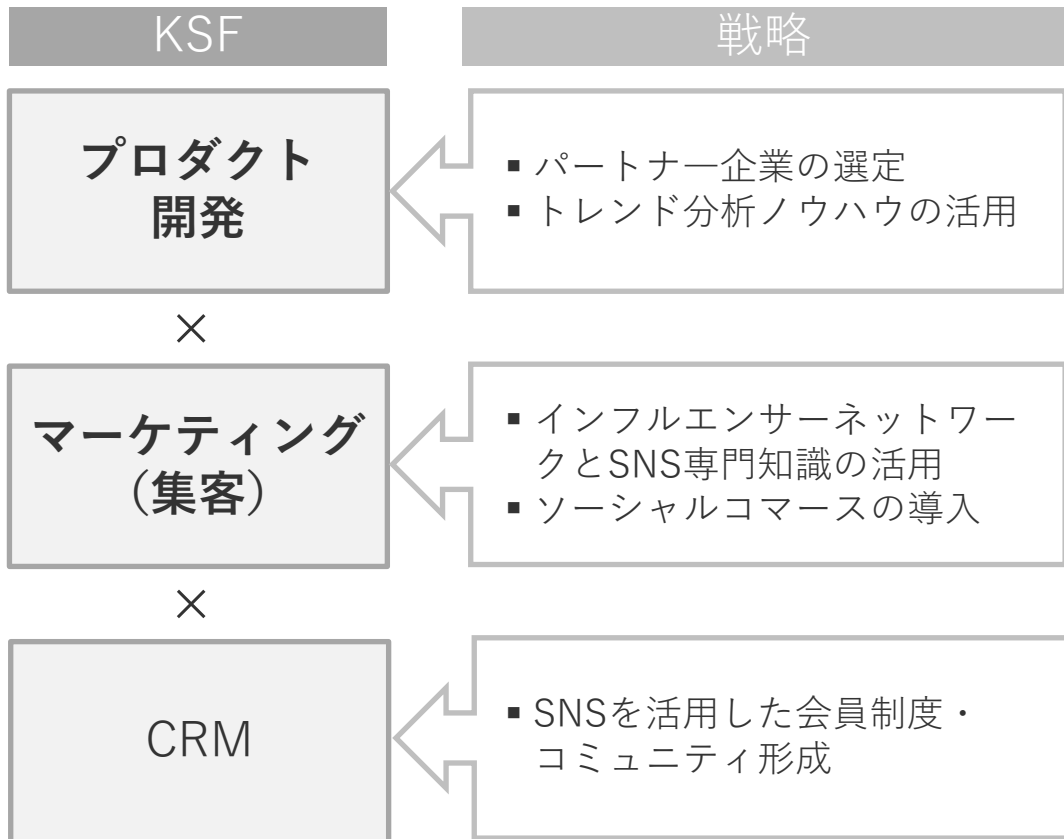 KSF
戦略
プロダクト
開発
▪ パートナー企業の選定
▪ トレンド分析ノウハウの活用
×
マーケティング
(集客)
▪ インフルエンサーネットワー
クとSNS専門知識の活用
▪ ソーシャルコマースの導入
×
CRM
▪ SNSを活用した会員制度・
コミュニティ形成